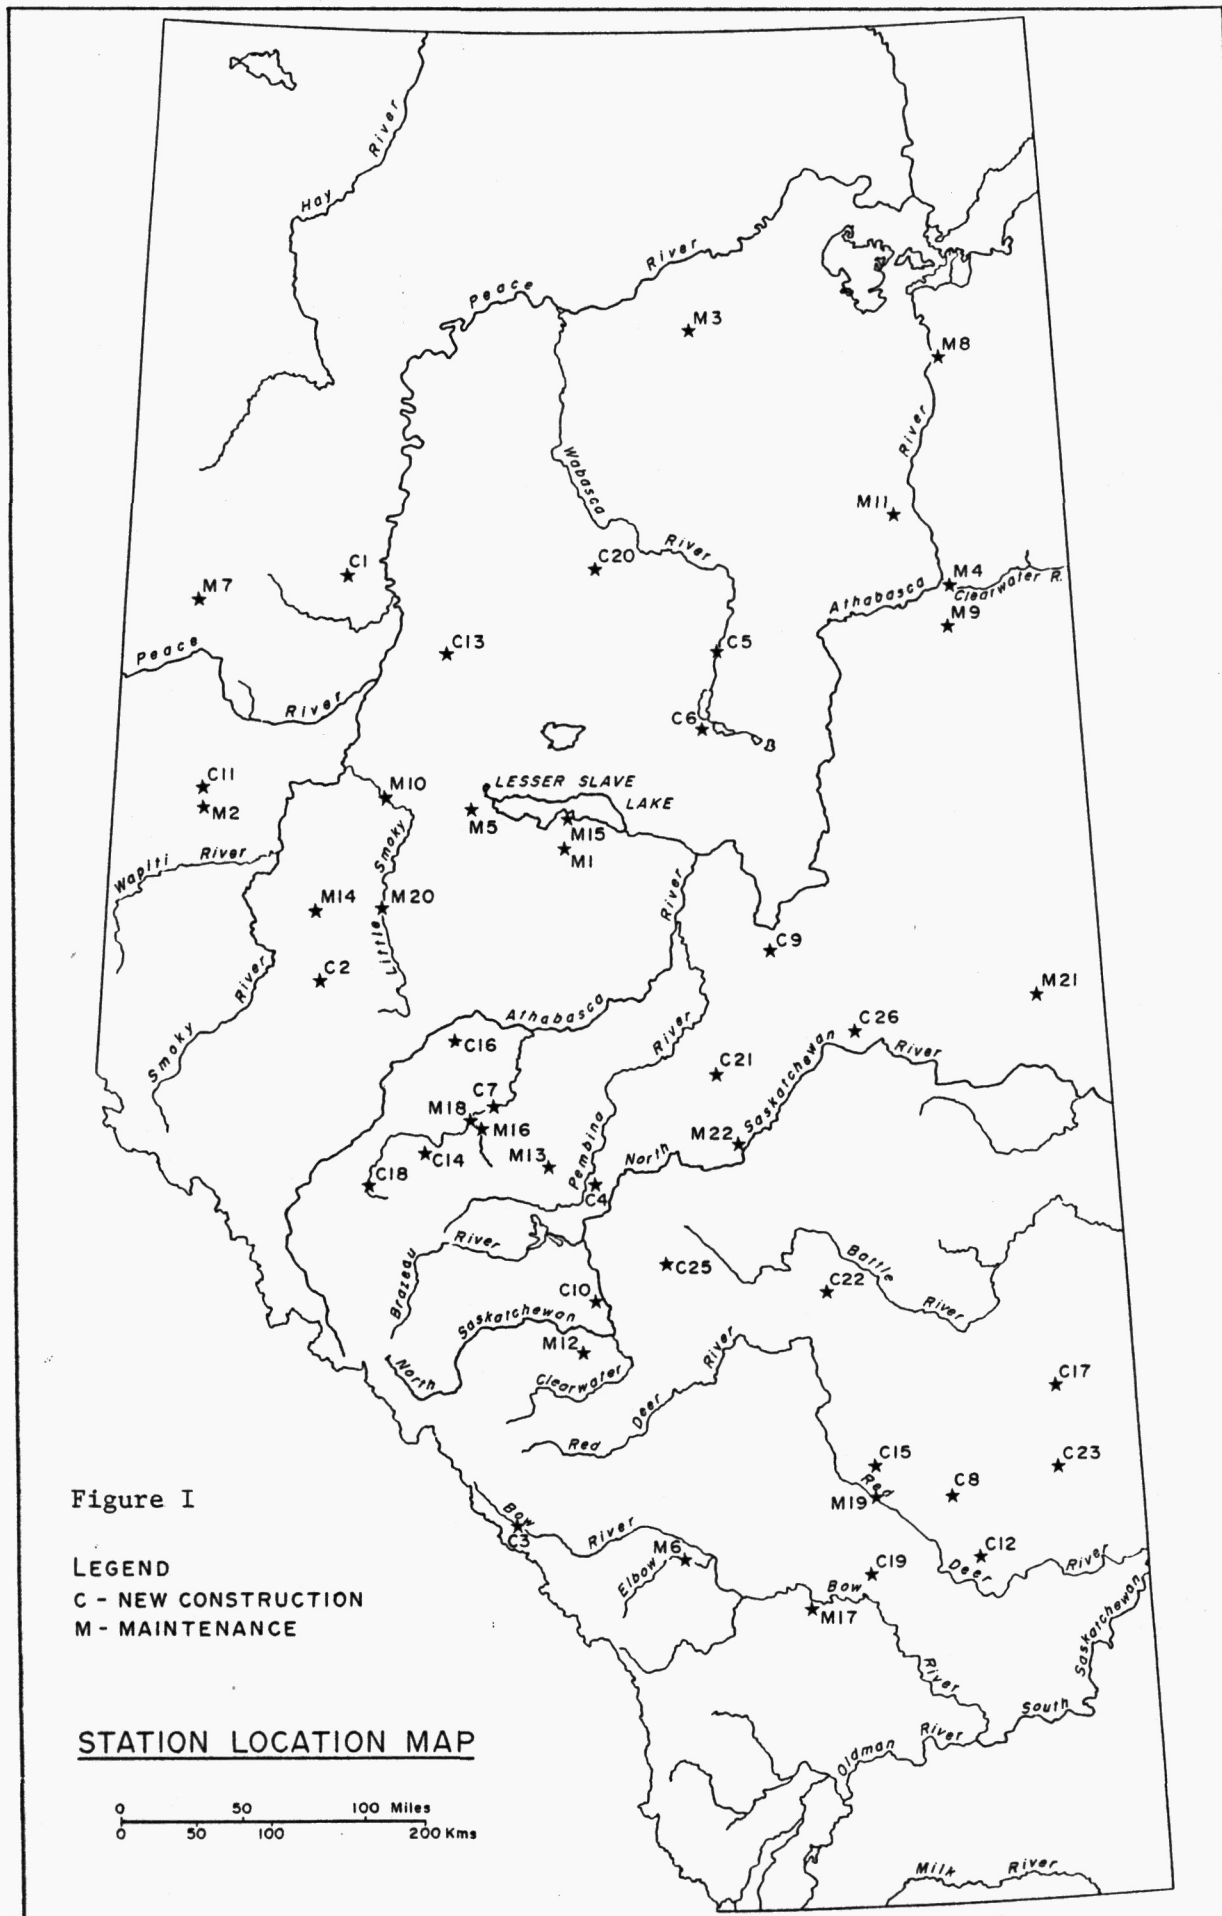 Hay River
Peace River
M3
M8
River
Wabasca River
M11
C1
C20
M7
M4
Athabasca
Clearwater R.
M9
C13
C5
Peace River
C6
C11
M2
M10
LESSER SLAVE LAKE
M5
M15
M1
Smoky
Wapiti River
River
M14
M20
Little
C9
C2
M21
River
Smoky
Athabasca
C26
River
Saskatchewan
River
C16
C21
C7
M18
M16
M22
M13
Pembina
North
C14
C18
C4
River
Brazeau
C25
Battle
C22
River
C10
Saskatchewan
M12
North
Clearwater
River
Deer
Red
C17
C15
C23
Red
C8
M19
Figure I
Bow River
C3
M6
Elbow
C19
C12
Deer River
LEGEND
C - NEW CONSTRUCTION
M - MAINTENANCE
Bow
M17
Saskatchewan
River
South
STATION LOCATION MAP
Oldman River
0 50 100 Miles
0 50 100 200 Kms
Milk River